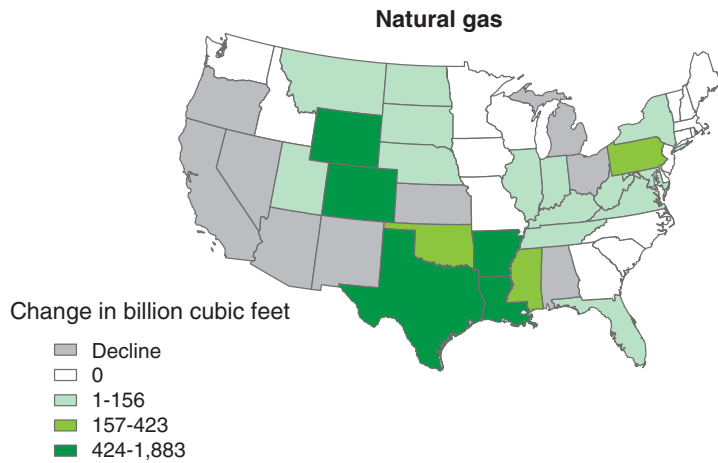 Natural gas
Change in billion cubic feet
Decline
0
1-156
157-423
424-1,883